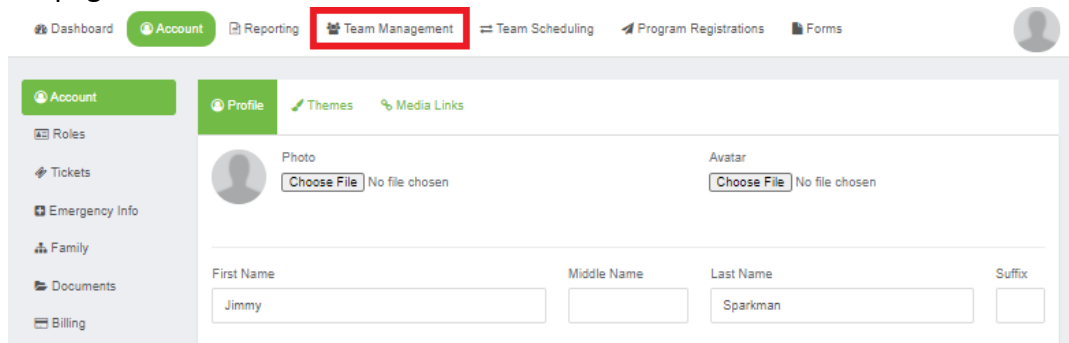 Dashboard Account Reporting Team Management Team Scheduling Program Registrations Forms
Account
Roles
Tickets
Emergency Info
Family
Documents
Billing
Profile Themes Media Links
Photo Avatar
Choose File No file chosen Choose File No file chosen
First Name Middle Name Last Name Suffix
Jimmy Sparkman